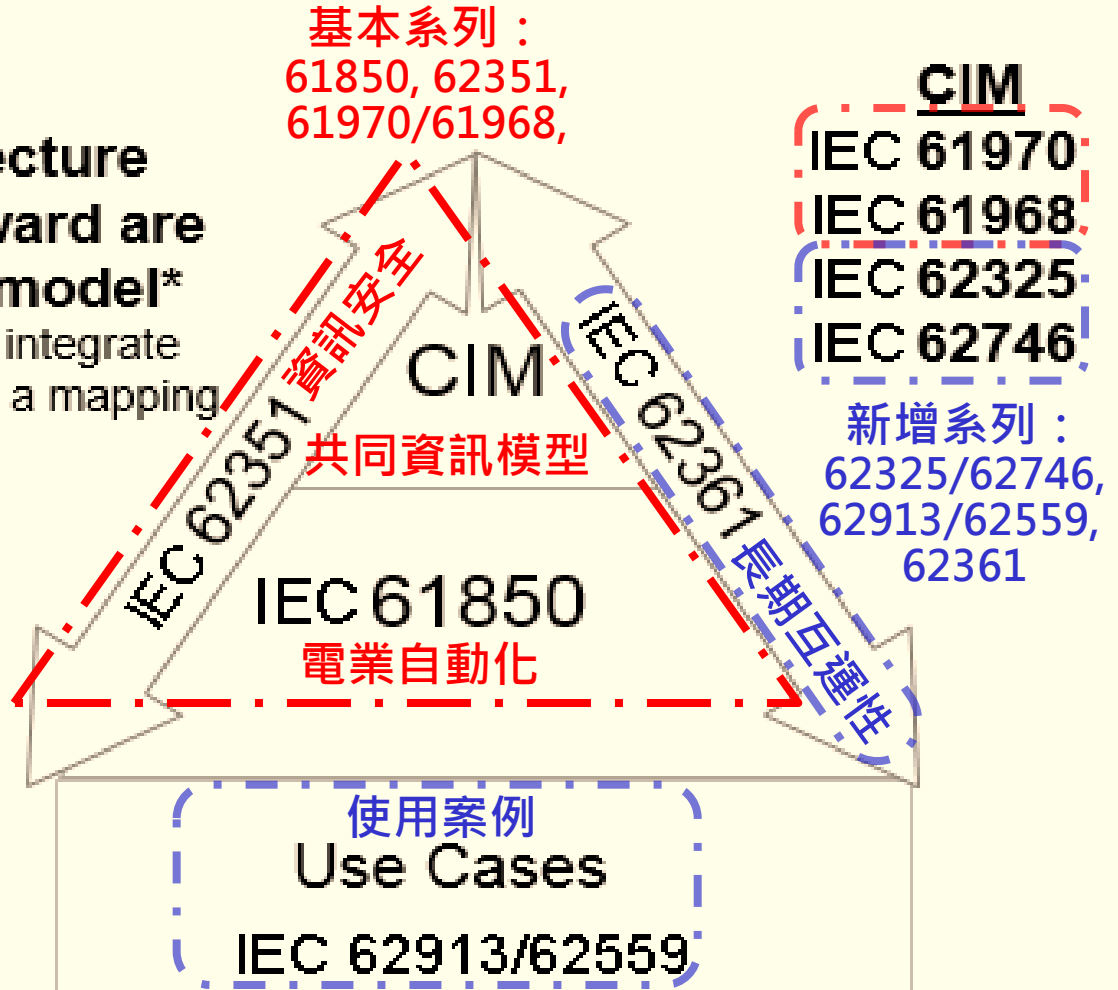 基本系列：
61850, 62351,
61970/61968,
ecture
ward are
model*
integrate
a mapping
CIM
IEC 61970
IEC 61968
IEC 62325
IEC 62746
新增系列：
62325/62746,
62913/62559,
62361
IEC 62351 資訊安全
CIM
共同資訊模型
IEC 62361 長期互運性
IEC 61850
電業自動化
使用案例
Use Cases
IEC 62913/62559